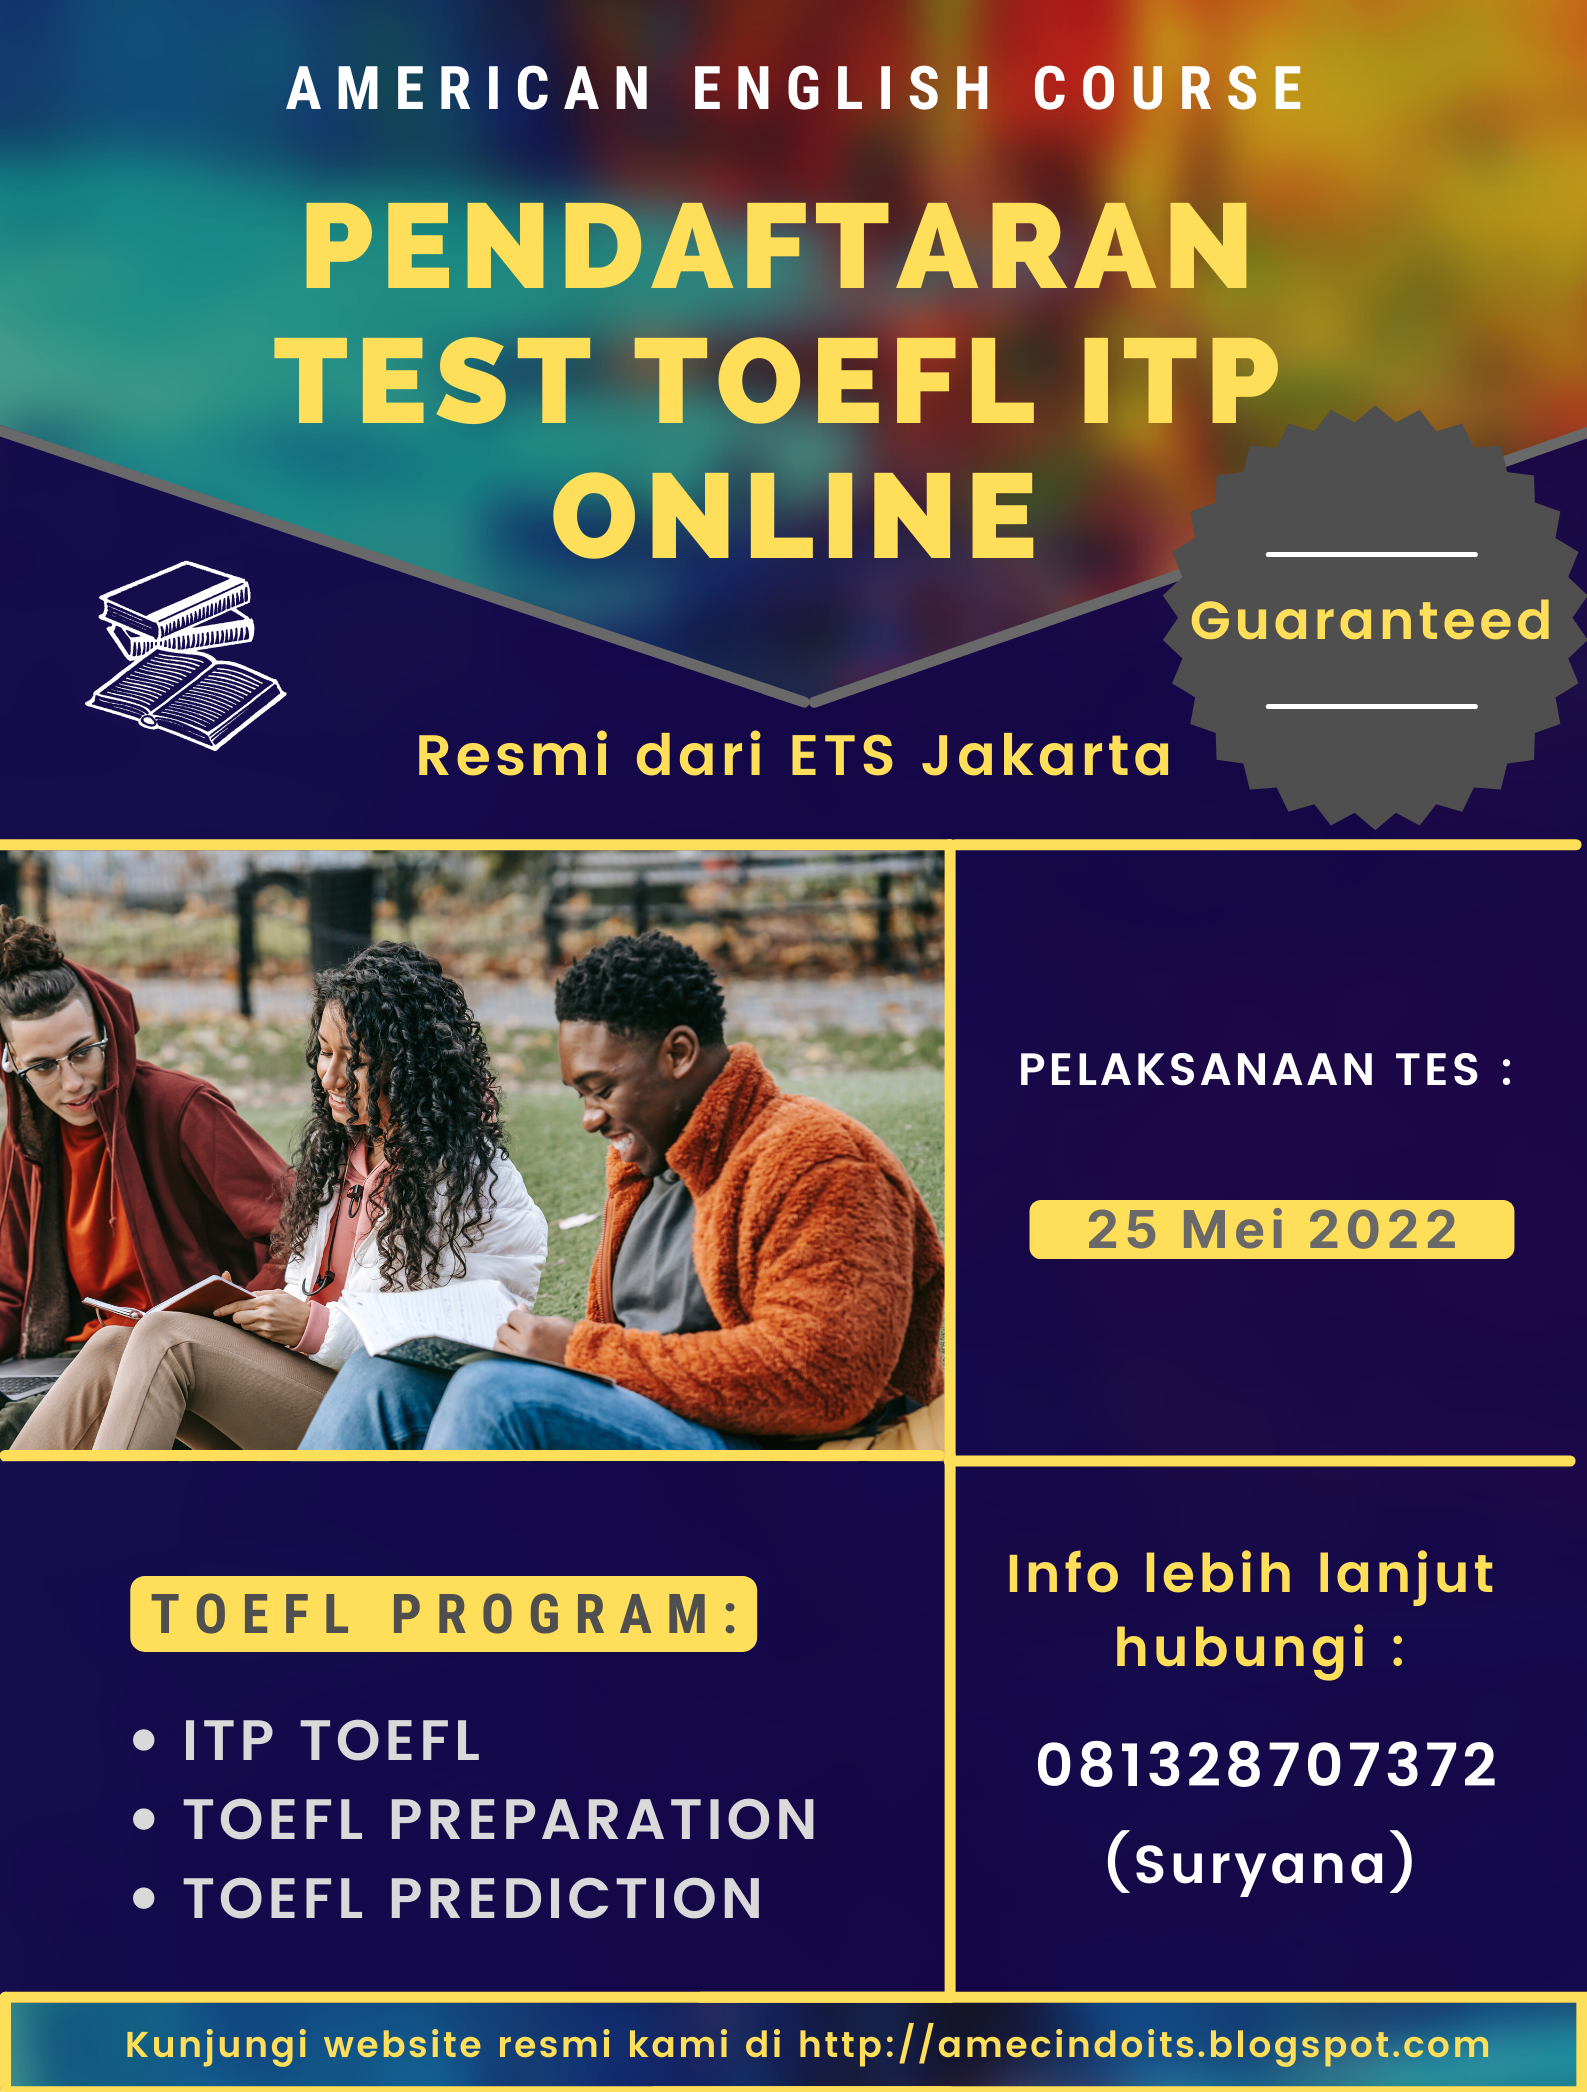 AMERICAN ENGLISH COURSE
PENDAFTARAN
TEST TOEFL ITP
ONLINE
Guaranteed
Resmi dari ETS Jakarta
PELAKSANAAN TES :
25 Mei 2022
TOEFL PROGRAM:
• ITP TOEFL
• TOEFL PREPARATION
• TOEFL PREDICTION
Info lebih lanjut
hubungi :
081328707372
(Suryana)
Kunjungi website resmi kami di http://amecindoits.blogspot.com